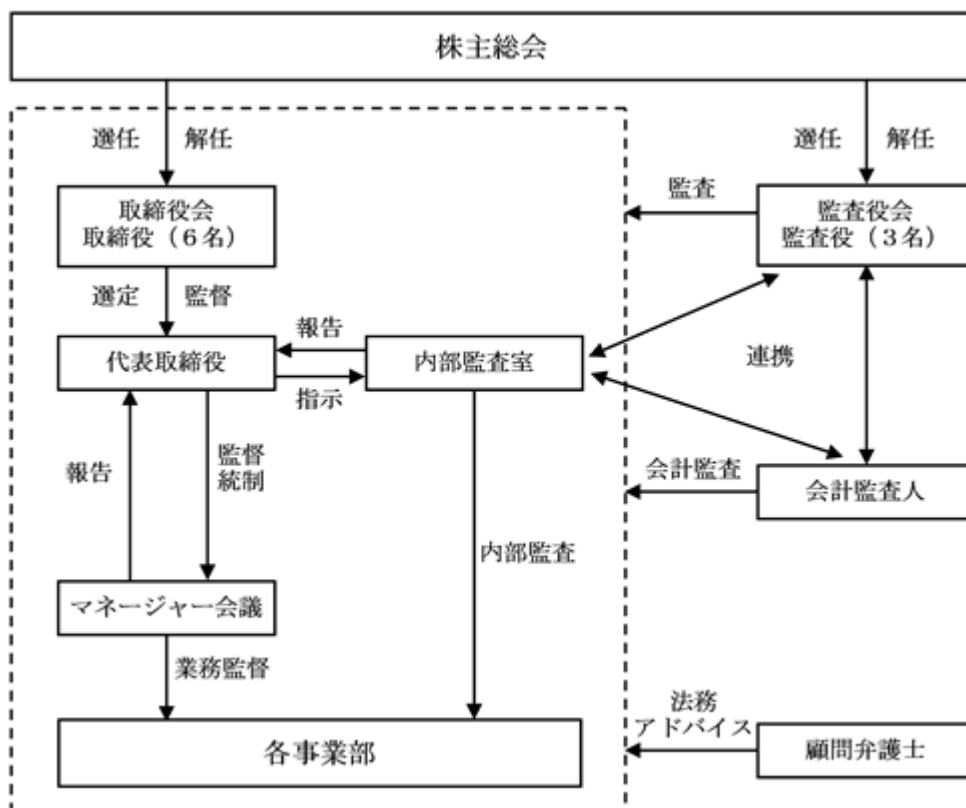 株主総会
選任 解任
選任 解任
取締役会
取締役（６名）
監査
監査役会
監査役（３名）
選定 監督
代表取締役
報告
指示
内部監査室
連携
報告
監督
統制
会計監査
会計監査人
内部監査
マネージャー会議
業務監督
各事業部
法務
アドバイス
顧問弁護士